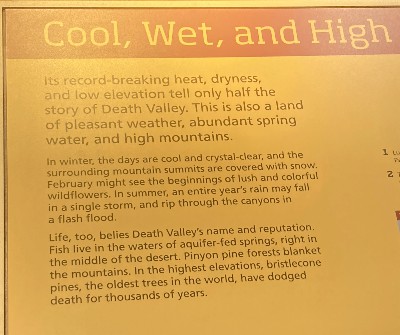 Cool, Wet, and High
Its record-breaking heat, dryness,
and low elevation tell only half the
story of Death Valley. This is also a land
of pleasant weather, abundant spring
water, and high mountains.
In winter, the days are cool and crystal-clear, and the
surrounding mountain summits are covered with snow.
February might see the beginnings of lush and colorful
wildflowers. In summer, an entire year's rain may fall
in a single storm, and rip through the canyons in
a flash flood.
Life, too, belies Death Valley's name and reputation.
Fish live in the waters of aquifer-fed springs, right in
the middle of the desert. Pinyon pine forests blanket
the mountains. In the highest elevations, bristlecone
pines, the oldest trees in the world, have dodged
death for thousands of years.
1
2